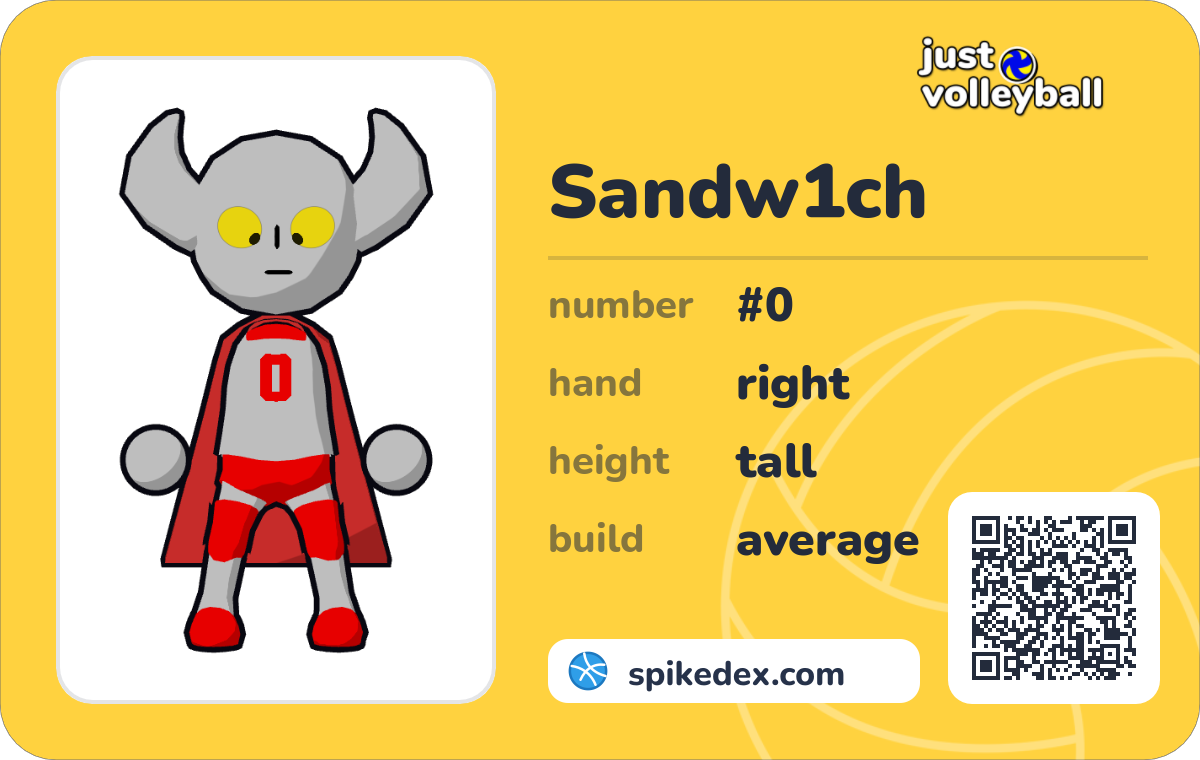 just
volleyball
Sandw1ch
number #0
hand right
height tall
build average
0
spikedex.com